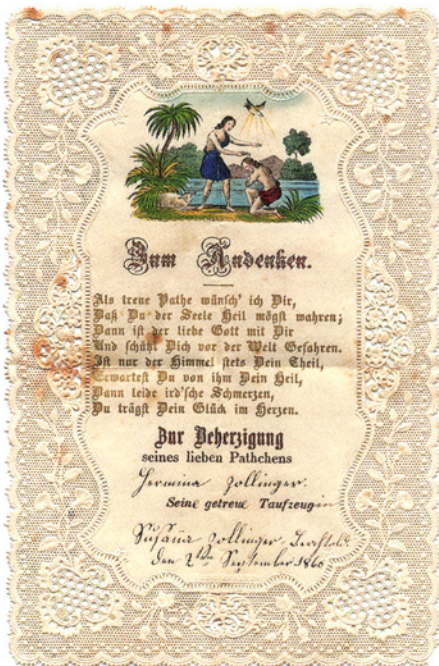 Zum Andenken.
Als treue Pathe wünsch' ich Dir,
Daß Du der Seele Heil mögst wahren;
Dann ist der liebe Gott mit Dir
Und schützt Dich vor der Welt Gefahren.
Ist nur der Himmel stets Dein Theil,
Erwartest Du von ihm Dein Heil,
Dann leide ird'sche Schmerzen,
Du trägst Dein Glück im Herzen.
Zur Beherzigung
seines lieben Pathchens
Hermina Zollinger.
Seine getreue Taufzeugin
Susanna Zollinger
den 2ten September 1860